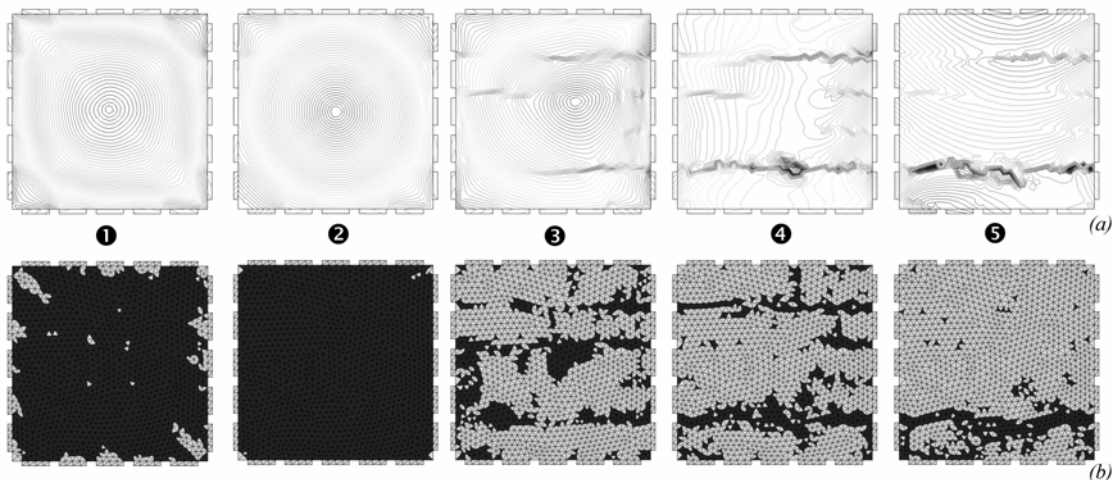 (a)
❶ ❷ ❸ ❹ ❺
(b)